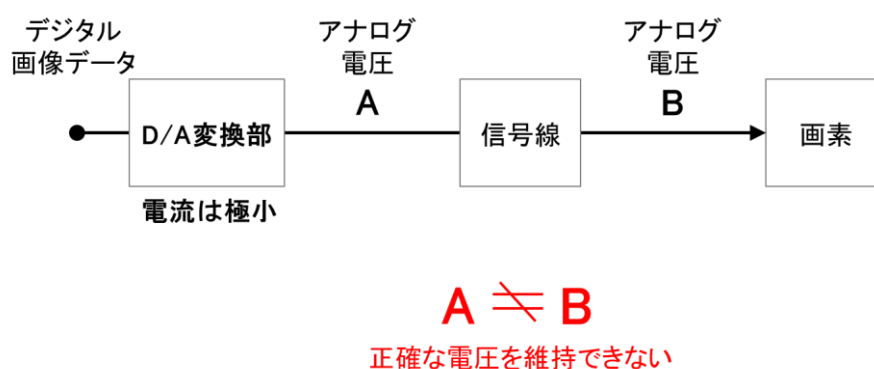 デジタル
画像データ
アナログ
電圧
A
アナログ
電圧
B
D/A変換部
信号線
画素
電流は極小
A ≠ B
正確な電圧を維持できない